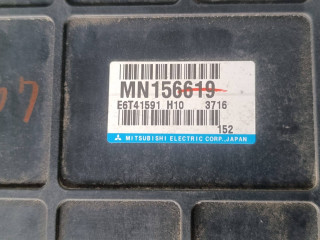 MN156619
E6T41591 H10 3716
152
MITSUBISHI ELECTRIC CORP., JAPAN